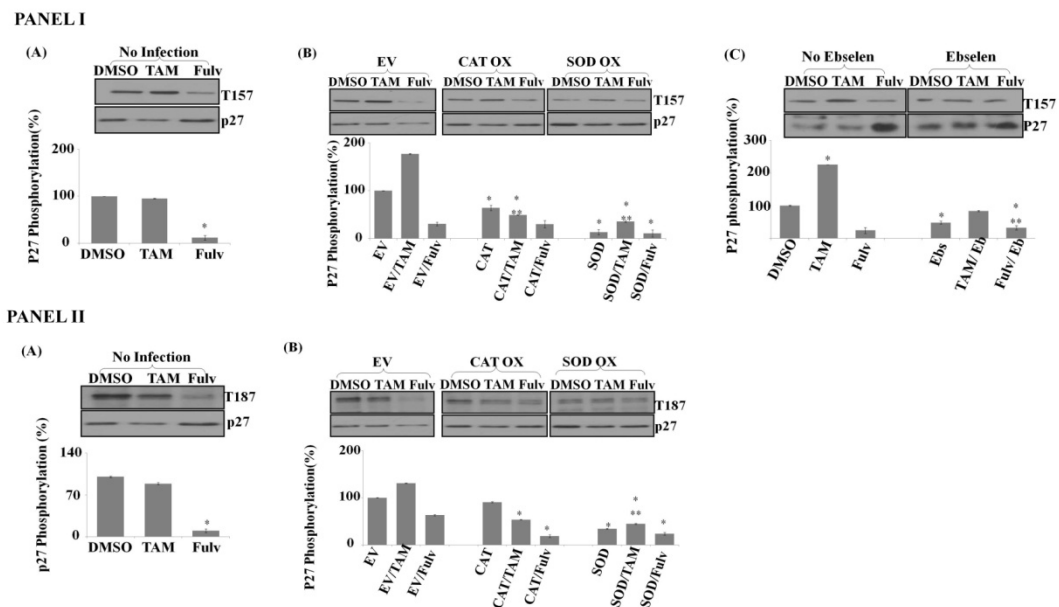 PANEL I
(A)
No Infection
DMSO TAM Fulv
T157
p27
P27 Phosphorylation(%)
200
100
0
DMSO TAM Fulv
*
(B)
EV CAT OX SOD OX
DMSO TAM Fulv DMSO TAM Fulv DMSO TAM Fulv
T157
p27
P27 Phosphorylation(%)
200
100
0
* * ** * * ** *
EV EV/TAM EV/Fulv CAT CAT/TAM CAT/Fulv SOD SOD/TAM SOD/Fulv
(C)
No Ebselen Ebselen
DMSO TAM Fulv DMSO TAM Fulv
T157
P27
P27 phosphorylation(%)
300
200
100
0
* * * **
DMSO TAM Fulv Ebs TAM/ Eb Fulv/ Eb
PANEL II
(A)
No Infection
DMSO TAM Fulv
T187
p27
p27 Phosphorylation (%)
140
70
0
*
DMSO TAM Fulv
(B)
EV CAT OX SOD OX
DMSO TAM Fulv DMSO TAM Fulv DMSO TAM Fulv
T187
p27
P27 Phosphorylation(%)
200
100
0
* * * * ** *
EV EV/TAM EV/Fulv CAT CAT/TAM CAT/Fulv SOD SOD/TAM SOD/Fulv